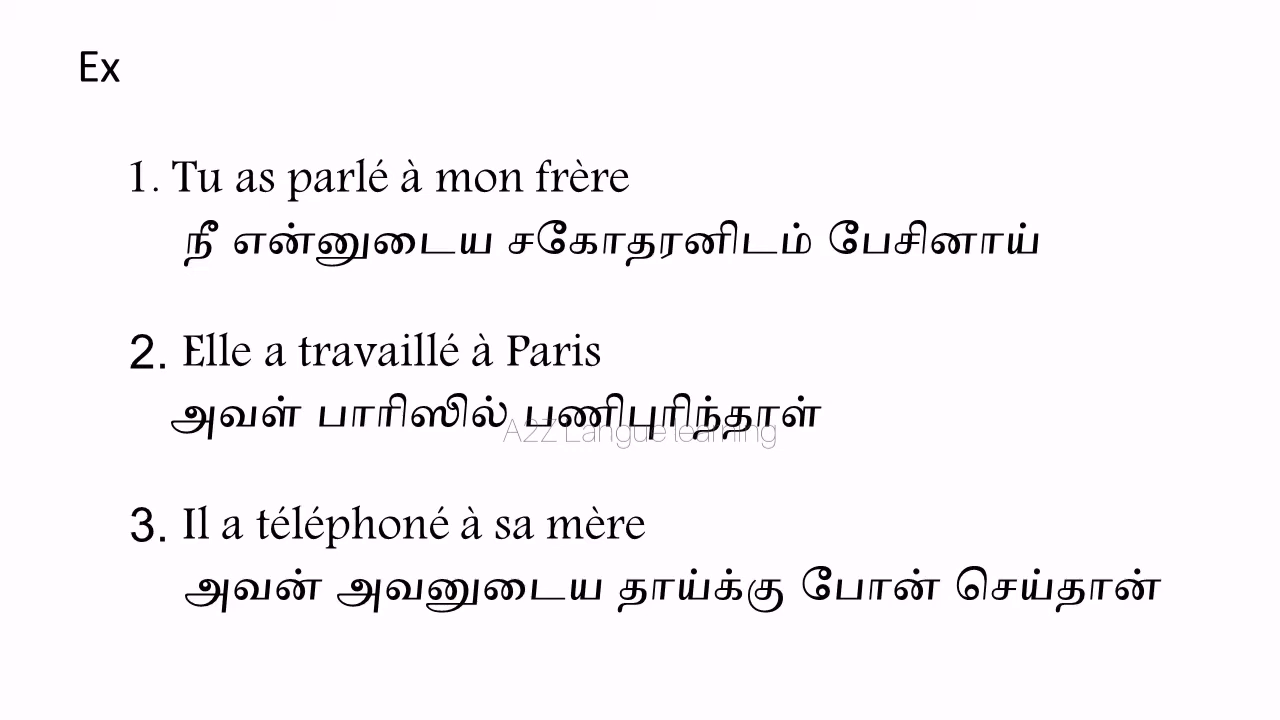 Ex
1. Tu as parlé à mon frère
நீ என்னுடைய சகோதரனிடம் பேசினாய்
2. Elle a travaillé à Paris
அவள் பாரிஸில் பணிபுரிந்தாள்
A2Z Langue learning
3. Il a téléphoné à sa mère
அவன் அவனுடைய தாய்க்கு போன் செய்தான்